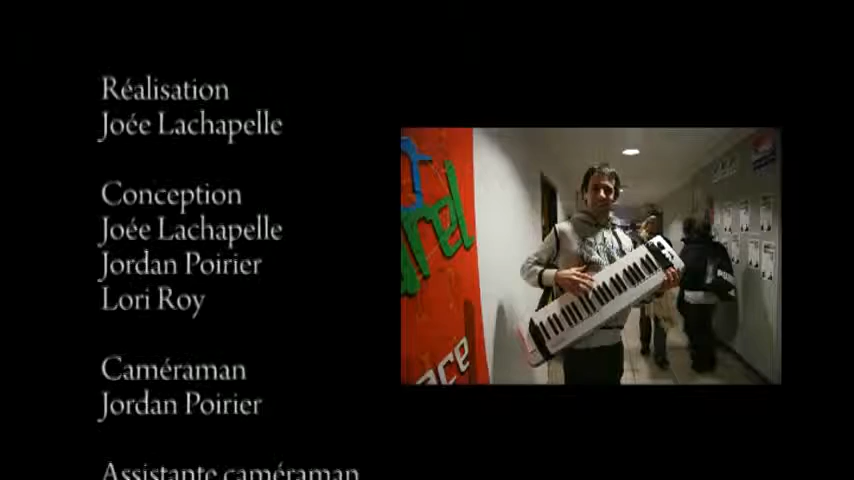 Réalisation
Joée Lachapelle
Conception
Joée Lachapelle
Jordan Poirier
Lori Roy
Caméraman
Jordan Poirier
Assistante caméraman